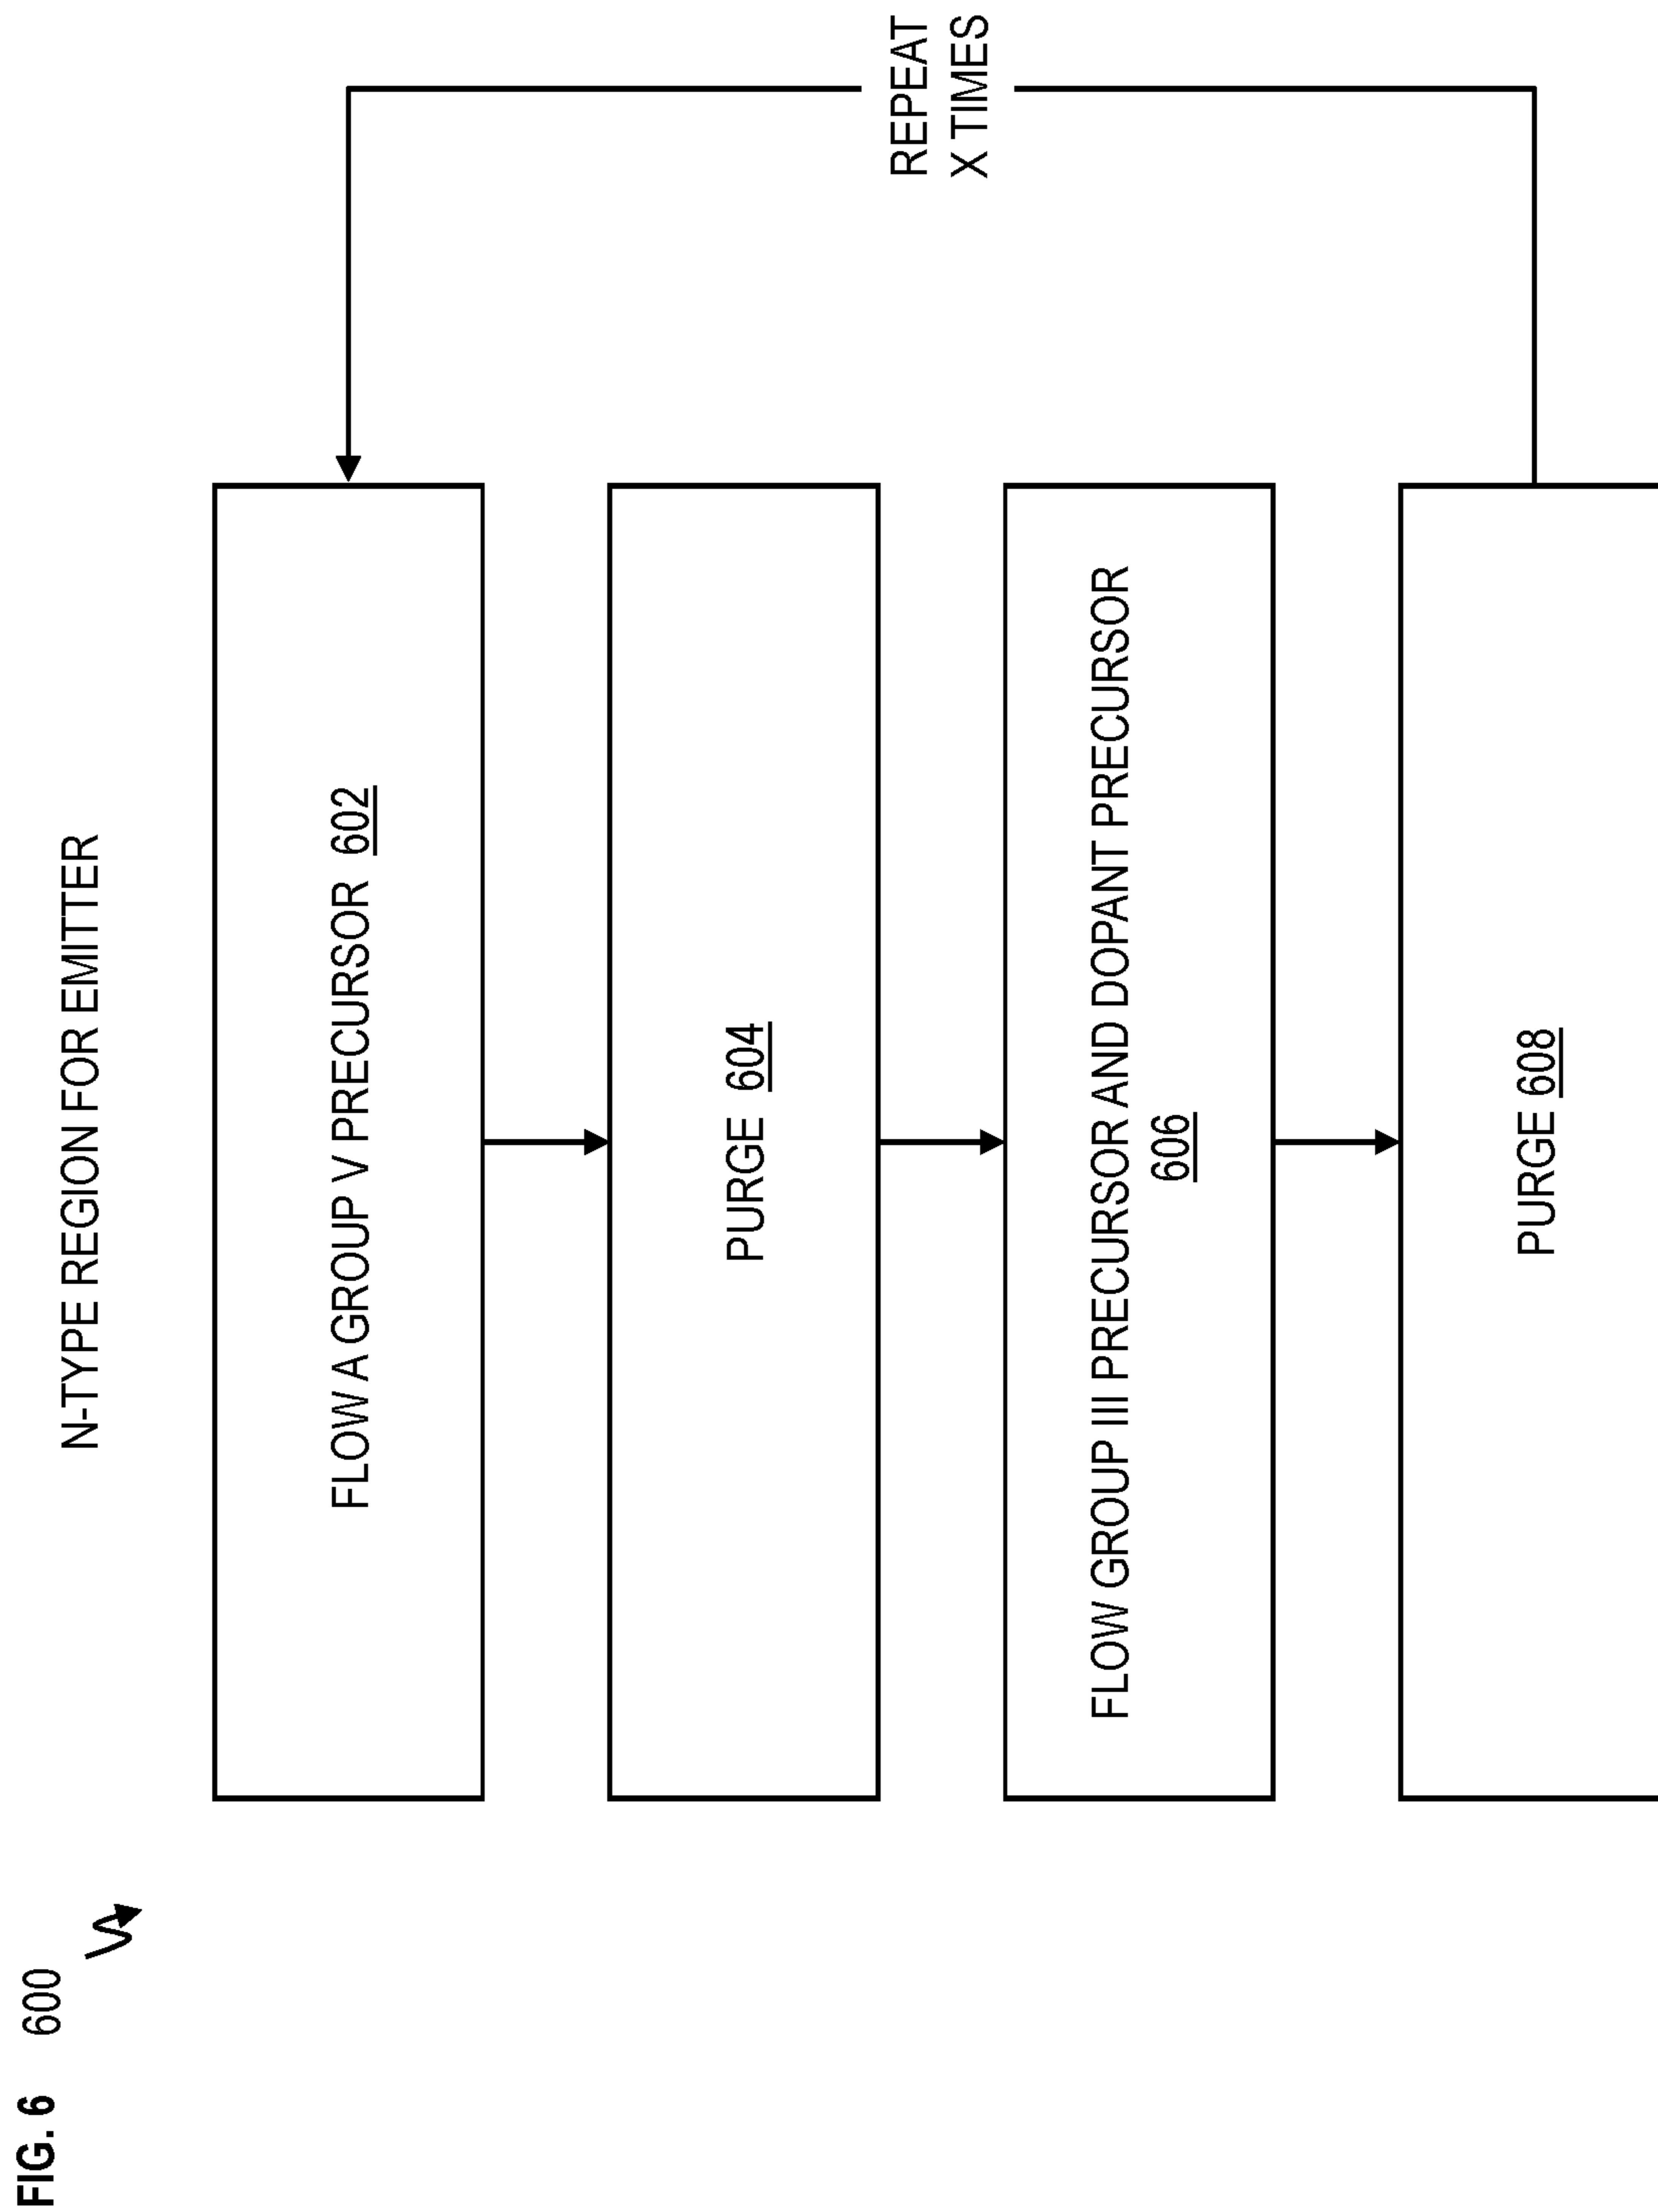 FIG. 6 600
N-TYPE REGION FOR EMITTER
FLOW A GROUP V PRECURSOR 602
PURGE 604
FLOW GROUP III PRECURSOR AND DOPANT PRECURSOR
606
PURGE 608
REPEAT
X TIMES